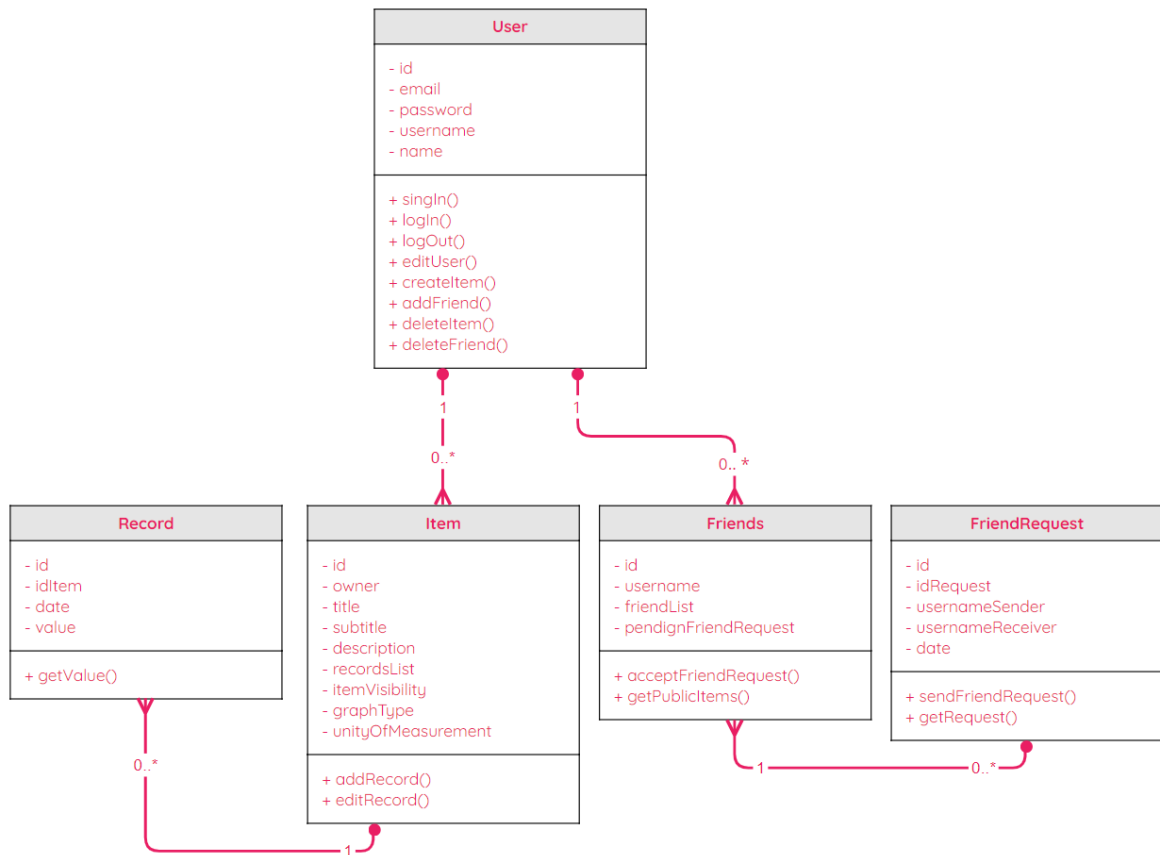 User
- id
- email
- password
- username
- name
+ singIn()
+ logIn()
+ logOut()
+ editUser()
+ createItem()
+ addFriend()
+ deleteItem()
+ deleteFriend()
1
1
0..*
0..*
Record
- id
- idItem
- date
- value
+ getValue()
0..*
1
Item
- id
- owner
- title
- subtitle
- description
- recordsList
- itemVisibility
- graphType
- unityOfMeasurement
+ addRecord()
+ editRecord()
Friends
- id
- username
- friendList
- pendignFriendRequest
+ acceptFriendRequest()
+ getPublicItems()
1
0..*
FriendRequest
- id
- idRequest
- usernameSender
- usernameReceiver
- date
+ sendFriendRequest()
+ getRequest()